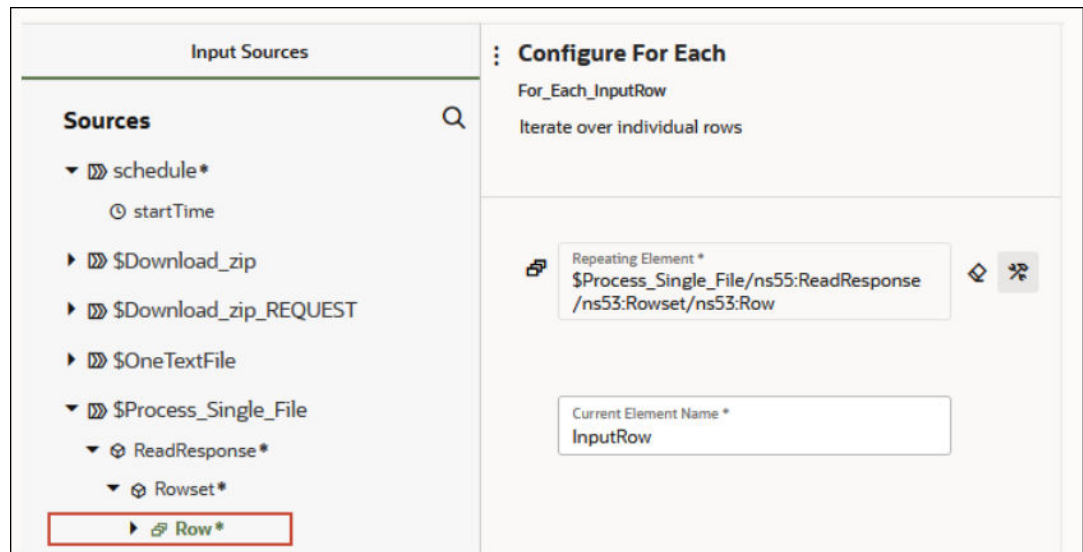 Input Sources
Sources
schedule*
startTime
$Download_zip
$Download_zip_REQUEST
$OneTextFile
$Process_Single_File
ReadResponse*
Rowset*
Row*
Configure For Each
For_Each_InputRow
Iterate over individual rows
Repeating Element *
$Process_Single_File/ns55:ReadResponse
/ns53:Rowset/ns53:Row
Current Element Name *
InputRow